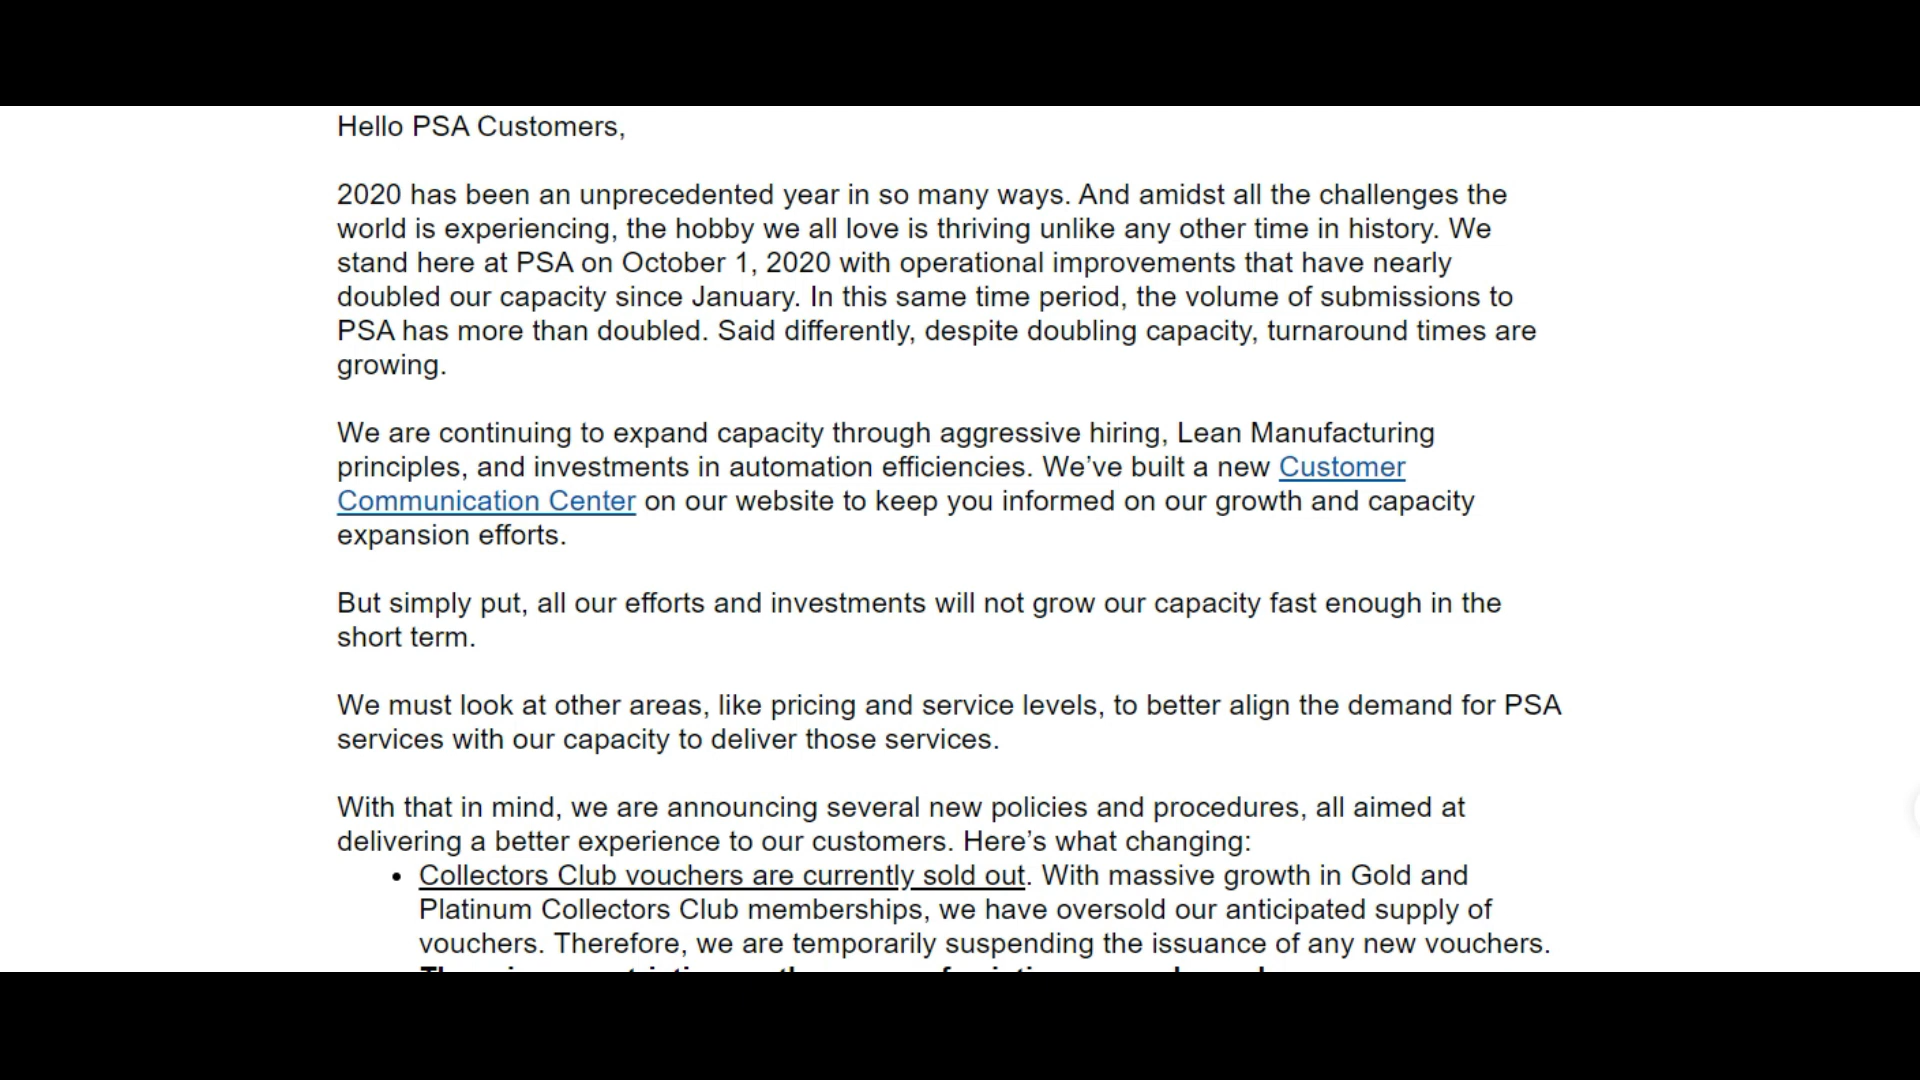 Hello PSA Customers,
2020 has been an unprecedented year in so many ways. And amidst all the challenges the
world is experiencing, the hobby we all love is thriving unlike any other time in history. We
stand here at PSA on October 1, 2020 with operational improvements that have nearly
doubled our capacity since January. In this same time period, the volume of submissions to
PSA has more than doubled. Said differently, despite doubling capacity, turnaround times are
growing.
We are continuing to expand capacity through aggressive hiring, Lean Manufacturing
principles, and investments in automation efficiencies. We’ve built a new Customer
Communication Center on our website to keep you informed on our growth and capacity
expansion efforts.
But simply put, all our efforts and investments will not grow our capacity fast enough in the
short term.
We must look at other areas, like pricing and service levels, to better align the demand for PSA
services with our capacity to deliver those services.
With that in mind, we are announcing several new policies and procedures, all aimed at
delivering a better experience to our customers. Here’s what changing:
• Collectors Club vouchers are currently sold out. With massive growth in Gold and
Platinum Collectors Club memberships, we have oversold our anticipated supply of
vouchers. Therefore, we are temporarily suspending the issuance of any new vouchers.